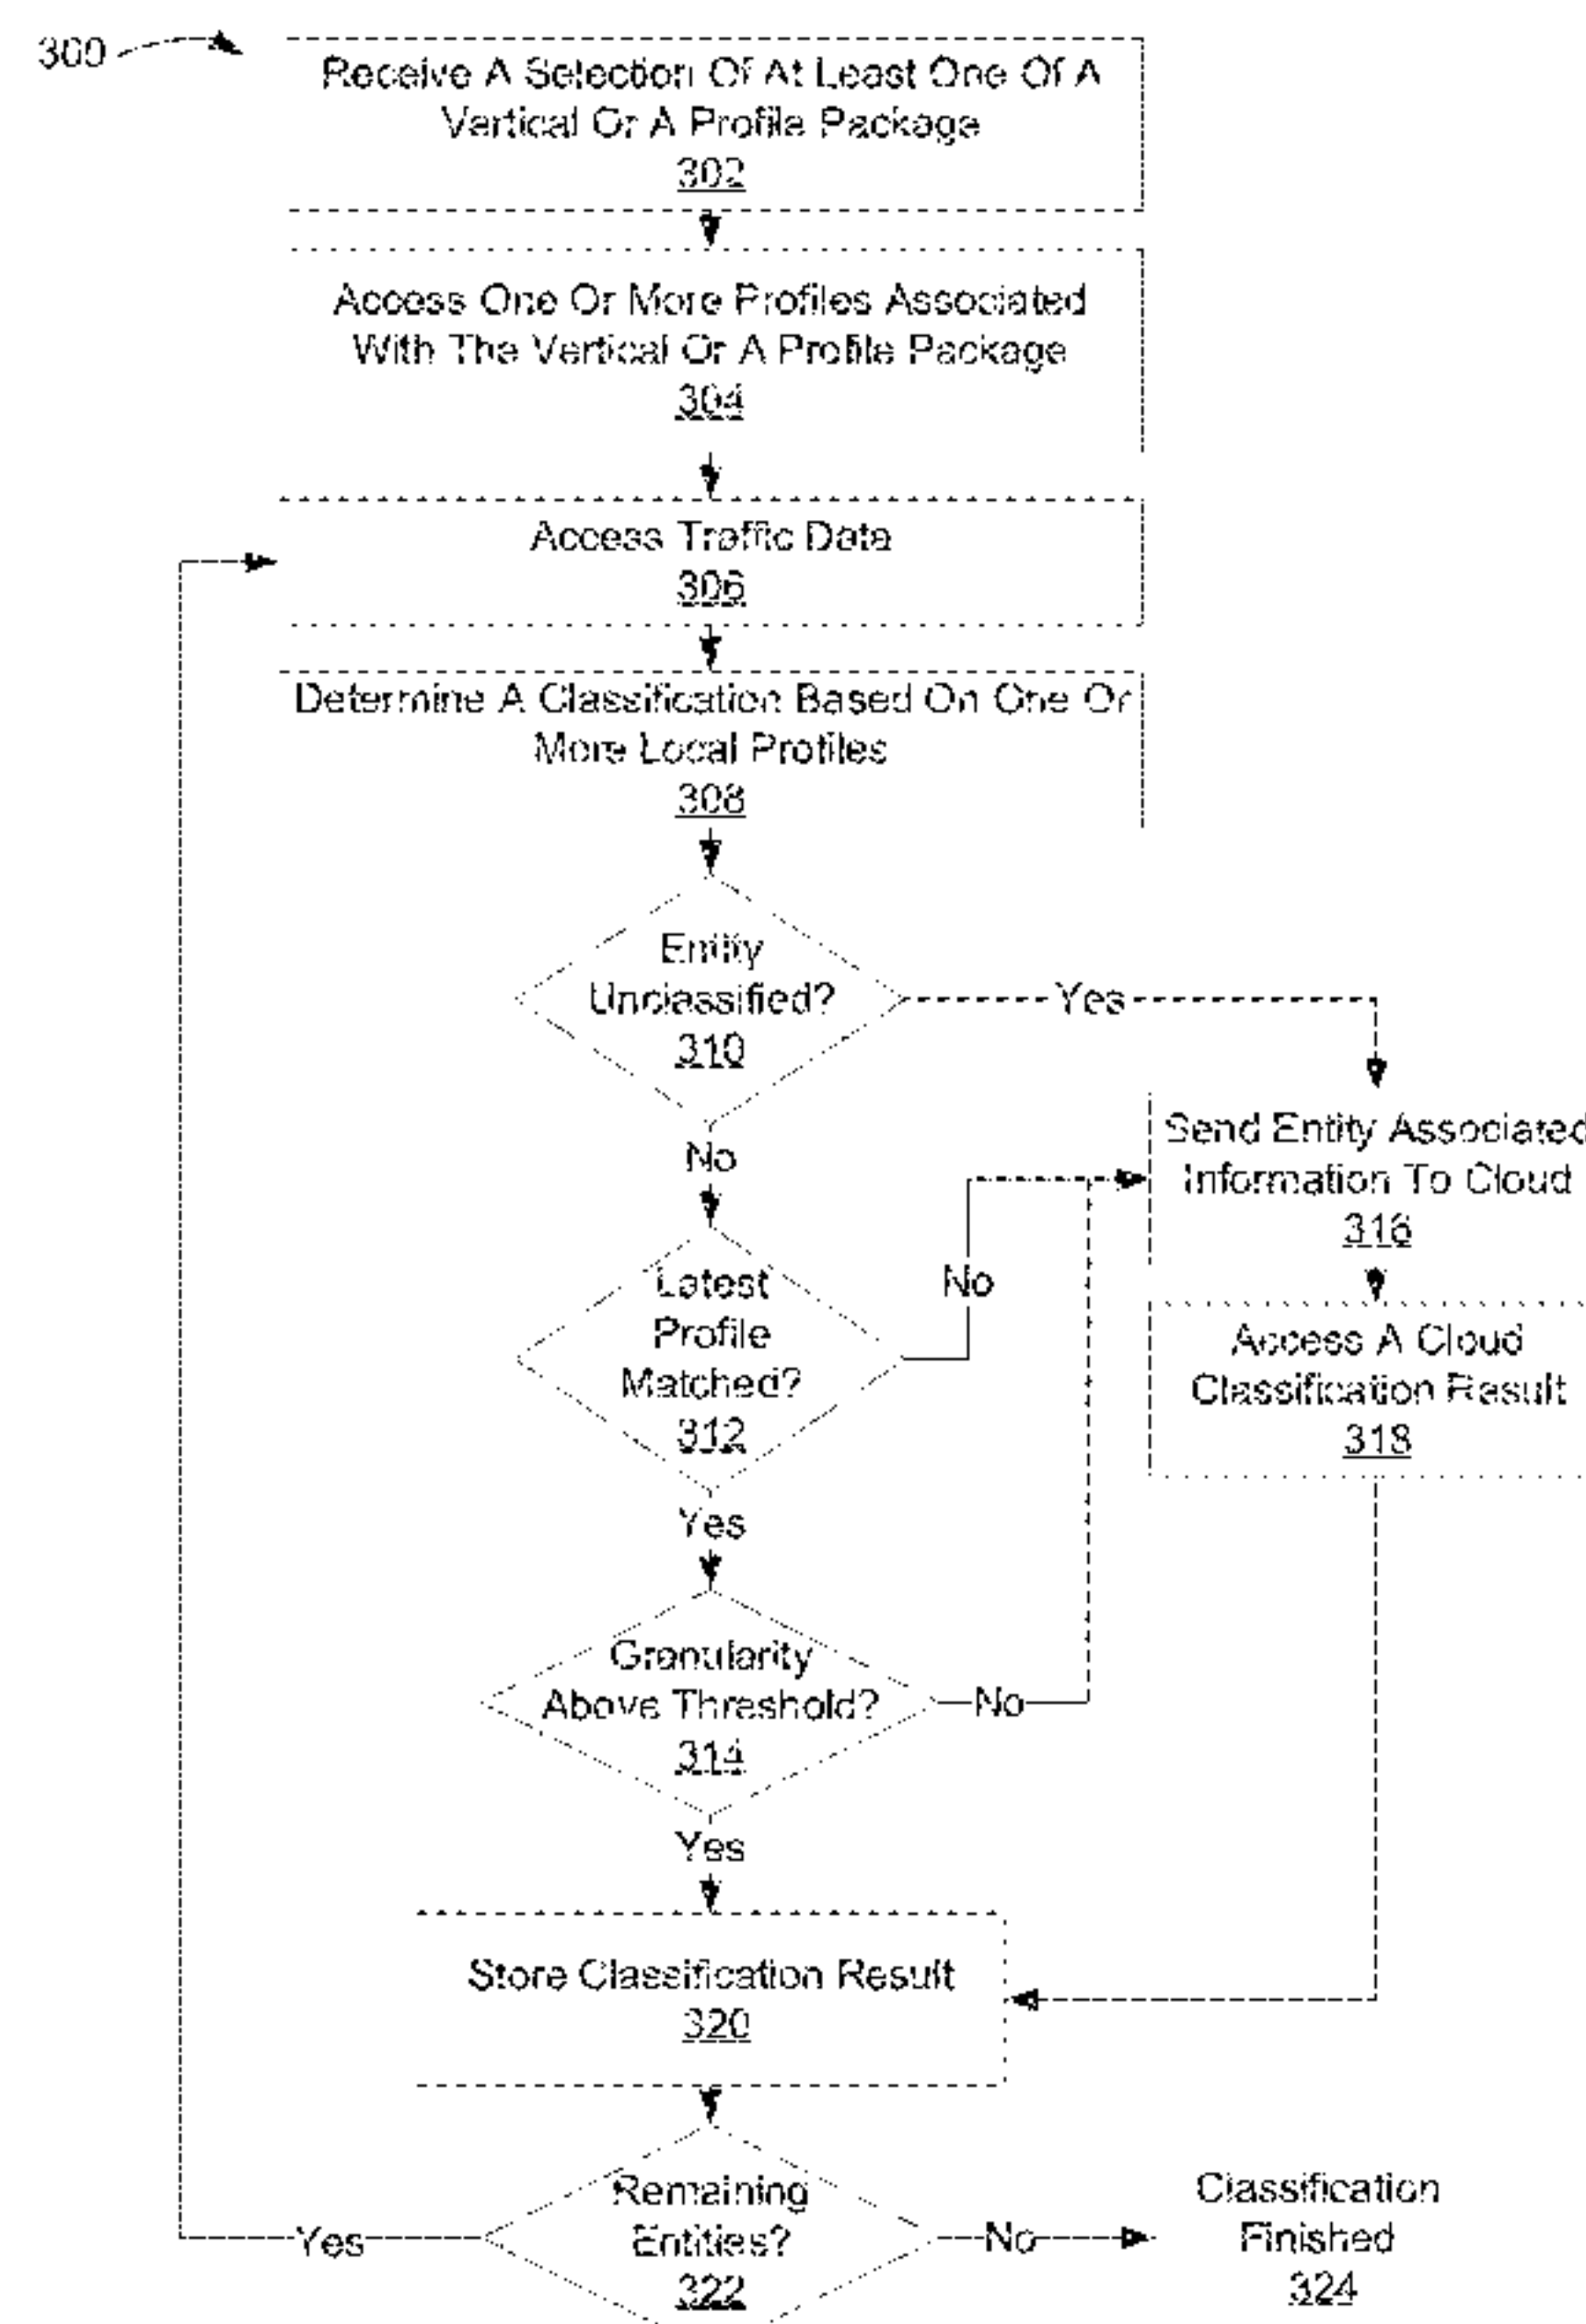 300
Receive A Selection Of At Least One Of A
Vertical Or A Profile Package
302
Access One Or More Profiles Associated
With The Vertical Or A Profile Package
304
Access Traffic Data
306
Determine A Classification Based On One Or
More Local Profiles
308
Entity
Unclassified?
310
Yes
No
Send Entity Associated
Information To Cloud
316
Latest
Profile
Matched?
312
No
Yes
Access A Cloud
Classification Result
318
Granularity
Above Threshold?
314
No
Yes
Store Classification Result
320
Remaining
Entities?
322
Yes
No
Classification
Finished
324